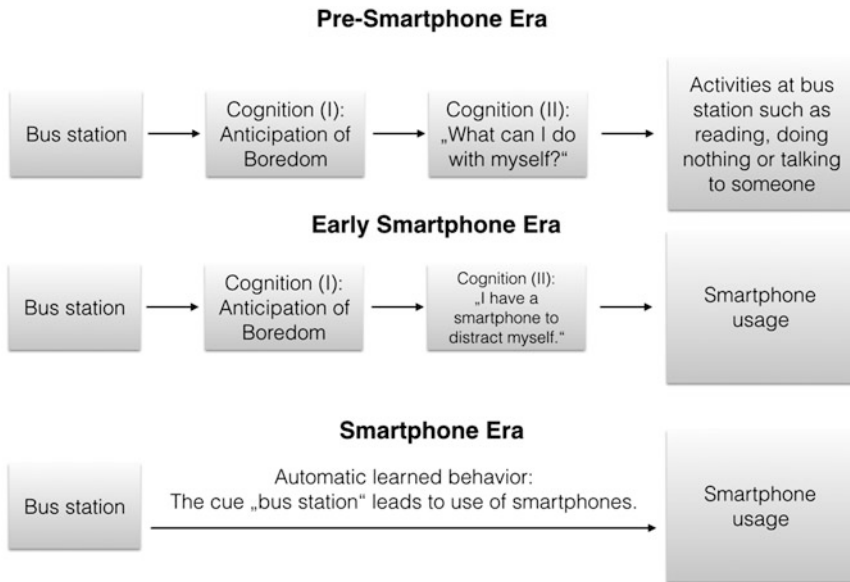 Pre-Smartphone Era
Bus station
Cognition (I):
Anticipation of
Boredom
Cognition (II):
„What can I do
with myself?“
Activities at bus
station such as
reading, doing
nothing or talking
to someone
Early Smartphone Era
Bus station
Cognition (I):
Anticipation of
Boredom
Cognition (II):
„I have a
smartphone to
distract myself.“
Smartphone
usage
Smartphone Era
Bus station
Automatic learned behavior:
The cue „bus station“ leads to use of smartphones.
Smartphone
usage